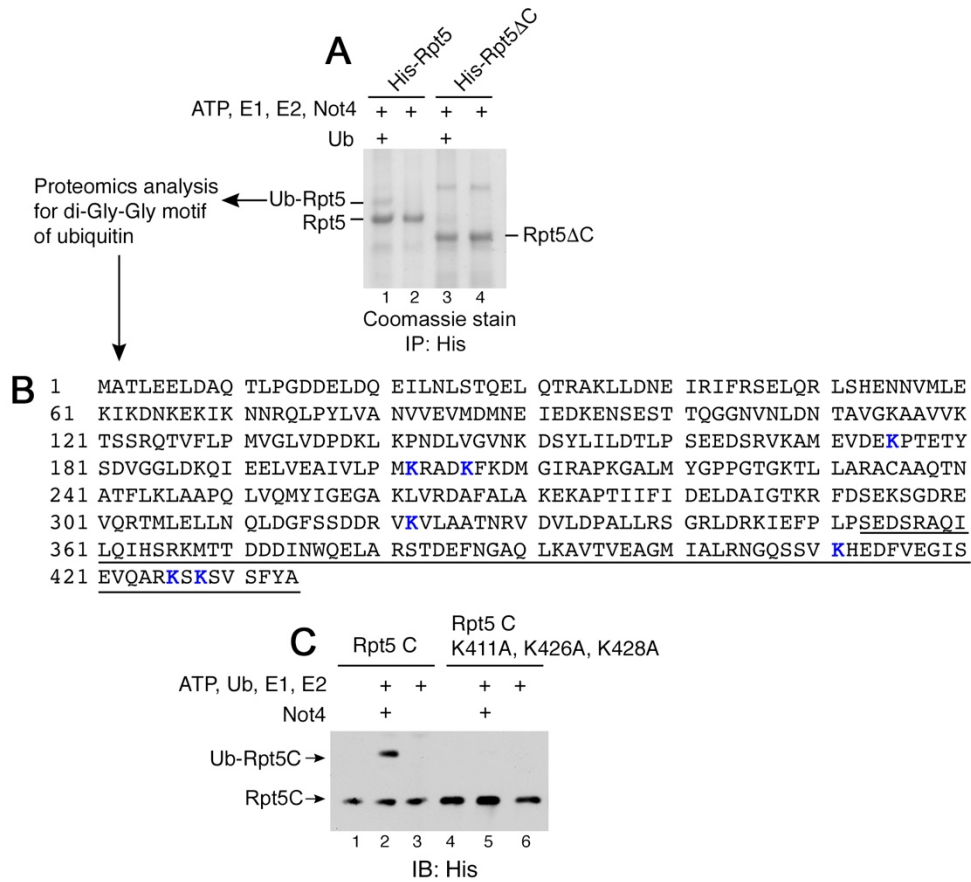 A
His-Rpt5 His-Rpt5ΔC
ATP, E1, E2, Not4 + + + +
Ub + +
Proteomics analysis
for di-Gly-Gly motif
of ubiquitin
Ub-Rpt5
Rpt5
Rpt5ΔC
1 2 3 4
Coomassie stain
IP: His
B
1 MATLEELDAQ TLPGDDELDQ EILNLSTQEL QTRAKLLDNE IRIFRSELQR LSHENNVMLE
61 KIKDNKEKIK NNRQLPYLVA NVVEVMDMNE IEDKENSEST TQGGNVNLDN TAVGKAAVVK
121 TSSRQTVFLP MVGLVDPDKL KPNDLVGVNK DSYLILDTLP SEEDSRVKAM EVDEKPTETY
181 SDVGGLDKQI EELVEAIVLP MKRADKFKDM GIRAPKGALM YGPPGTGKTL LARACAAQTN
241 ATFLKLAAPQ LVQMYIGEGA KLVRDAFALA KEKAPTIIFI DELDAIGTKR FDSEKSGDRE
301 VQRTMLELLN QLDGFSSDDR VKVLAATNRV DVLDPALLRS GRLDRKIEFP LPSEDSRAQI
361 LQIHSRKMTT DDDINWQELA RSTDEFNGAQ LKAVTVEAGM IALRNGQSSV KHEDFVEGIS
421 EVQARKSKSV SFYA
C
Rpt5 C
Rpt5 C
K411A, K426A, K428A
ATP, Ub, E1, E2 + + + +
Not4 + +
Ub-Rpt5C
Rpt5C
1 2 3 4 5 6
IB: His